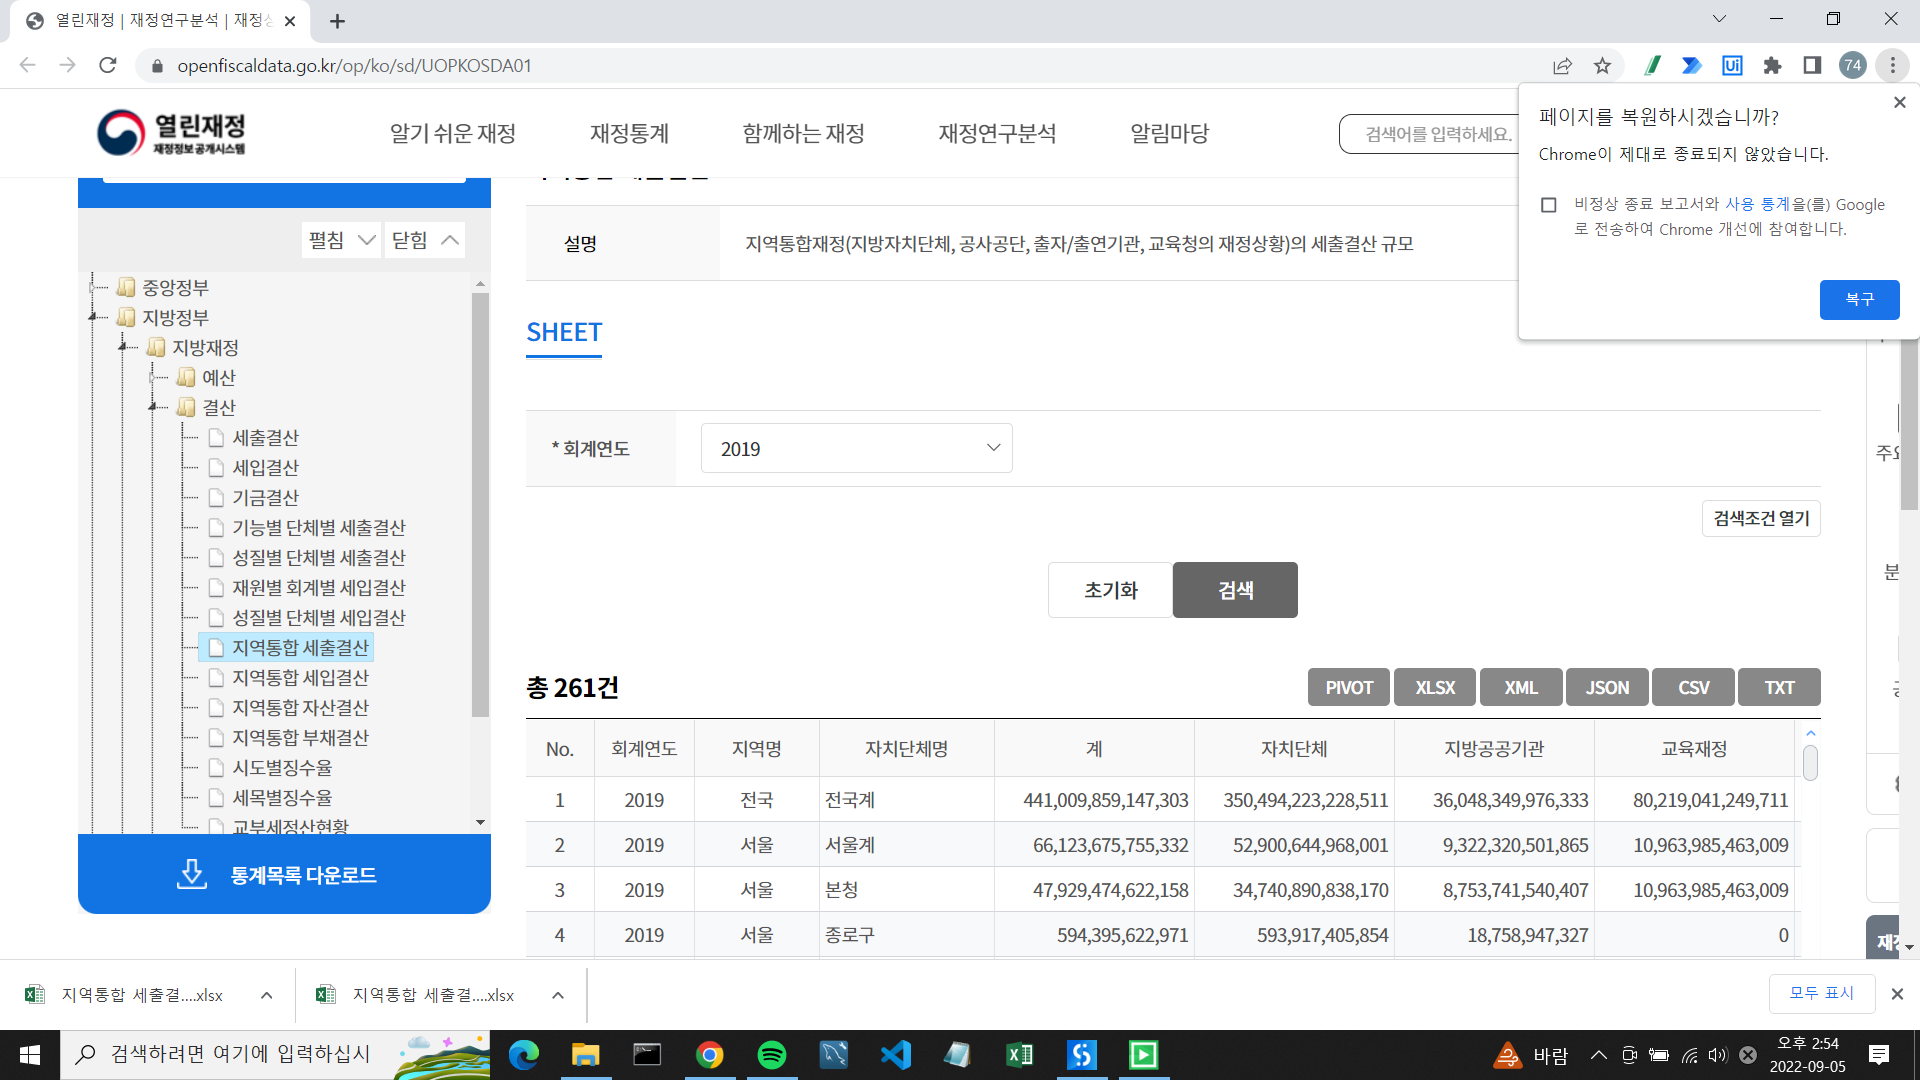 열린재정 | 재정연구분석 | 재정상
openfiscaldata.go.kr/op/ko/sd/UOPKOSDA01
74
열린재정
재정정보공개시스템
알기 쉬운 재정
재정통계
함께하는 재정
재정연구분석
알림마당
검색어를 입력하세요.
페이지를 복원하시겠습니까?
Chrome이 제대로 종료되지 않았습니다.
비정상 종료 보고서와 사용 통계을(를) Google
로 전송하여 Chrome 개선에 참여합니다.
복구
펼침
닫힘
중앙정부
지방정부
지방재정
예산
결산
세출결산
세입결산
기금결산
기능별 단체별 세출결산
성질별 단체별 세출결산
재원별 회계별 세입결산
성질별 단체별 세입결산
지역통합 세출결산
지역통합 세입결산
지역통합 자산결산
지역통합 부채결산
시도별징수율
세목별징수율
교부세정산현황
통계목록 다운로드
설명
지역통합재정(지방자치단체, 공사공단, 출자/출연기관, 교육청의 재정상황)의 세출결산 규모
SHEET
* 회계연도
2019
검색조건 열기
초기화
검색
총 261건
PIVOT
XLSX
XML
JSON
CSV
TXT
No. 회계연도 지역명 자치단체명 계 자치단체 지방공공기관 교육재정
1 2019 전국 전국계 441,009,859,147,303 350,494,223,228,511 36,048,349,976,333 80,219,041,249,711
2 2019 서울 서울계 66,123,675,755,332 52,900,644,968,001 9,322,320,501,865 10,963,985,463,009
3 2019 서울 본청 47,929,474,622,158 34,740,890,838,170 8,753,741,540,407 10,963,985,463,009
4 2019 서울 종로구 594,395,622,971 593,917,405,854 18,758,947,327 0
지역통합 세출결....xlsx
지역통합 세출결....xlsx
모두 표시
검색하려면 여기에 입력하십시
바람
오후 2:54
2022-09-05